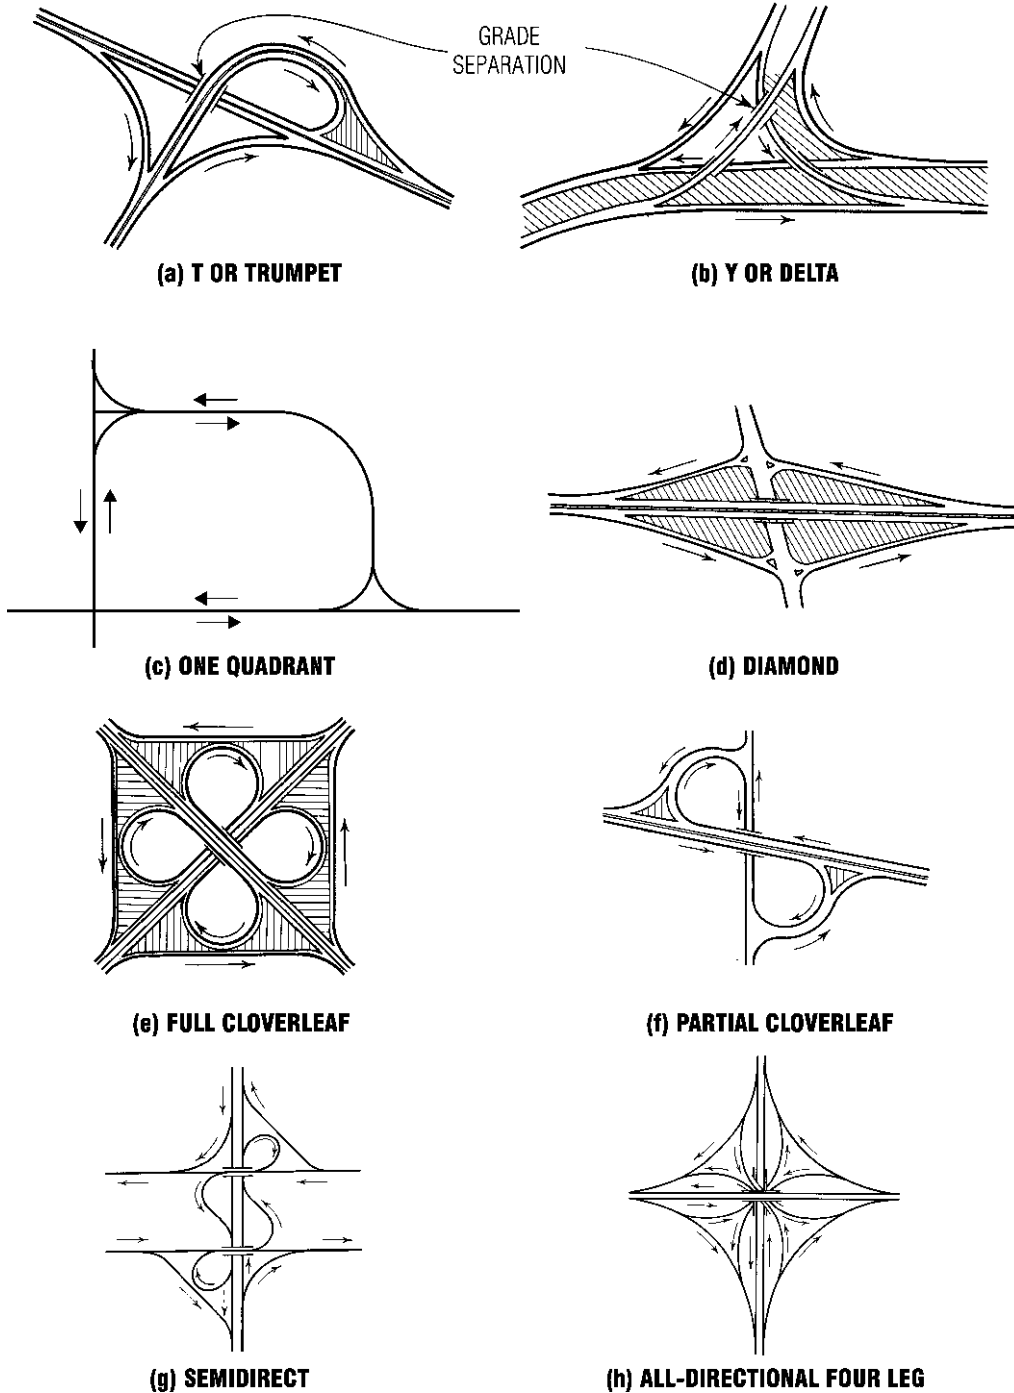 GRADE
SEPARATION
(a) T OR TRUMPET
(b) Y OR DELTA
(c) ONE QUADRANT
(d) DIAMOND
(e) FULL CLOVERLEAF
(f) PARTIAL CLOVERLEAF
(g) SEMIDIRECT
(h) ALL-DIRECTIONAL FOUR LEG